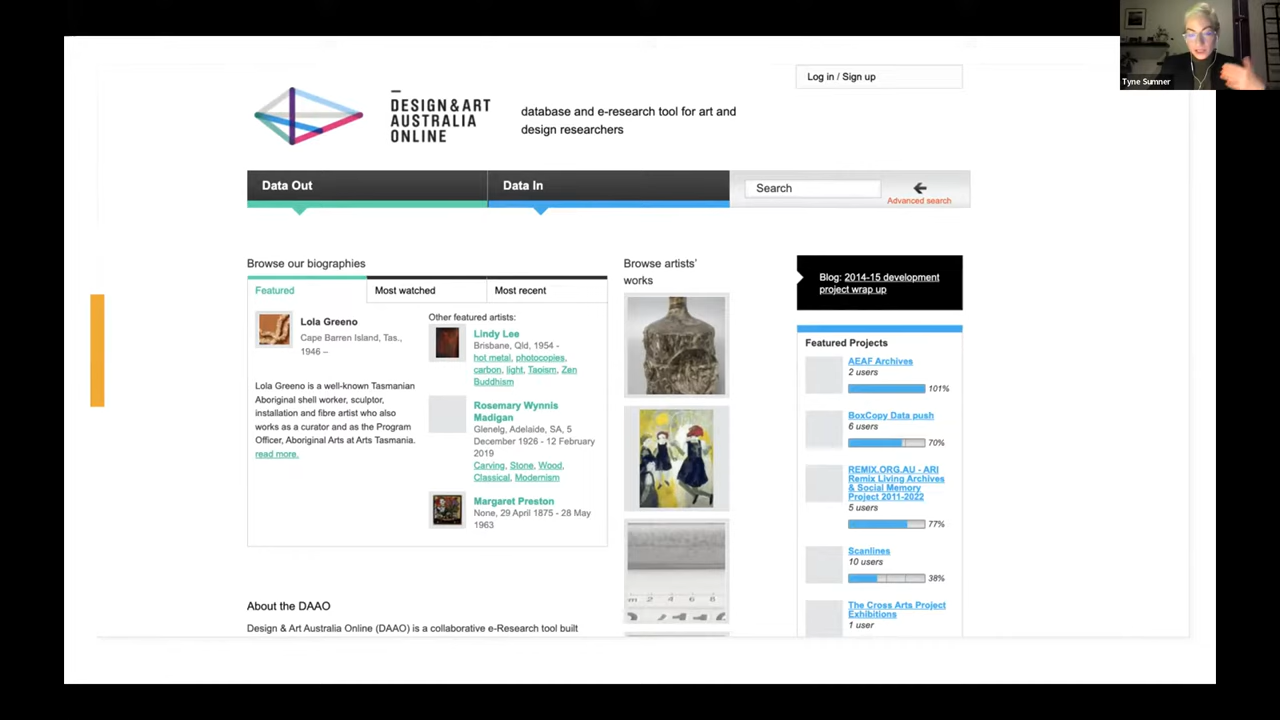 Tyne Sumner
Log in / Sign up
DESIGN&ART
AUSTRALIA
ONLINE
database and e-research tool for art and
design researchers
Data Out
Data In
Search
Advanced search
Browse our biographies
Featured
Most watched
Most recent
Lola Greeno
Cape Barren Island, Tas.,
1946 –
Lola Greeno is a well-known Tasmanian
Aboriginal shell worker, sculptor,
installation and fibre artist who also
works as a curator and as the Program
Officer, Aboriginal Arts at Arts Tasmania.
read more.
Other featured artists:
Lindy Lee
Brisbane, Qld, 1954 -
hot metal, photocopies,
carbon, light, Taoism, Zen
Buddhism
Rosemary Wynnis
Madigan
Glenelg, Adelaide, SA, 5
December 1926 - 12 February
2019
Carving, Stone, Wood,
Classical, Modernism
Margaret Preston
None, 29 April 1875 - 28 May
1963
Browse artists'
works
2 4 6 8
Blog: 2014-15 development
project wrap up
Featured Projects
AEAF Archives
2 users
101%
BoxCopy Data push
6 users
70%
REMIX.ORG.AU - ARI
Remix Living Archives
& Social Memory
Project 2011-2022
5 users
77%
Scanlines
10 users
38%
The Cross Arts Project
Exhibitions
1 user
About the DAAO
Design & Art Australia Online (DAAO) is a collaborative e-Research tool built